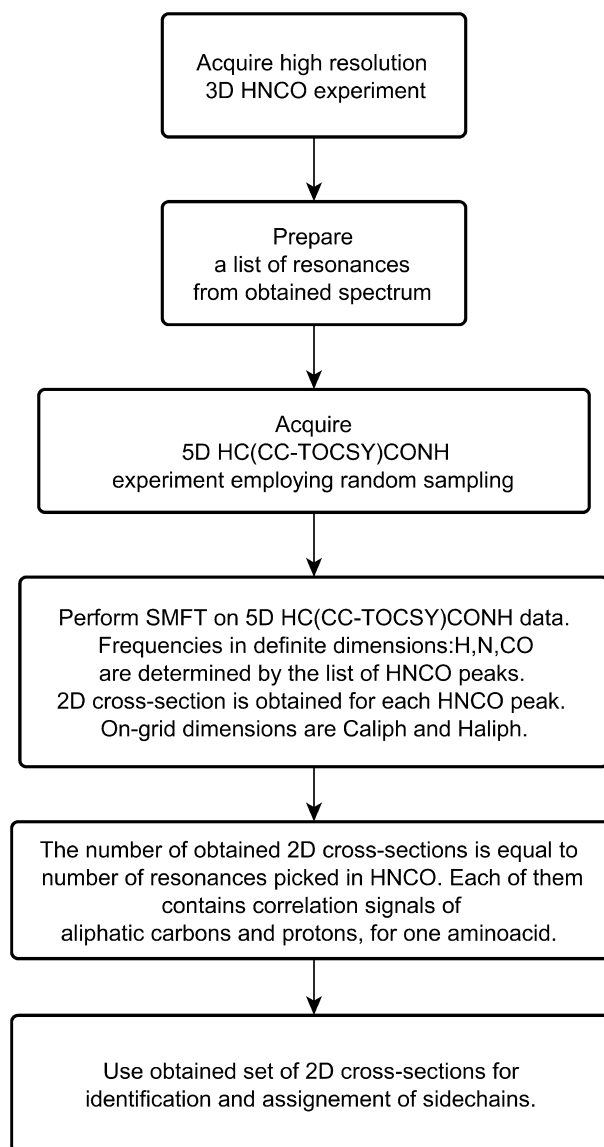 Acquire high resolution
3D HNCO experiment
Prepare
a list of resonances
from obtained spectrum
Acquire
5D HC(CC-TOCSY)CONH
experiment employing random sampling
Perform SMFT on 5D HC(CC-TOCSY)CONH data.
Frequencies in definite dimensions:H,N,CO
are determined by the list of HNCO peaks.
2D cross-section is obtained for each HNCO peak.
On-grid dimensions are Caliph and Haliph.
The number of obtained 2D cross-sections is equal to
number of resonances picked in HNCO. Each of them
contains correlation signals of
aliphatic carbons and protons, for one aminoacid.
Use obtained set of 2D cross-sections for
identification and assignement of sidechains.